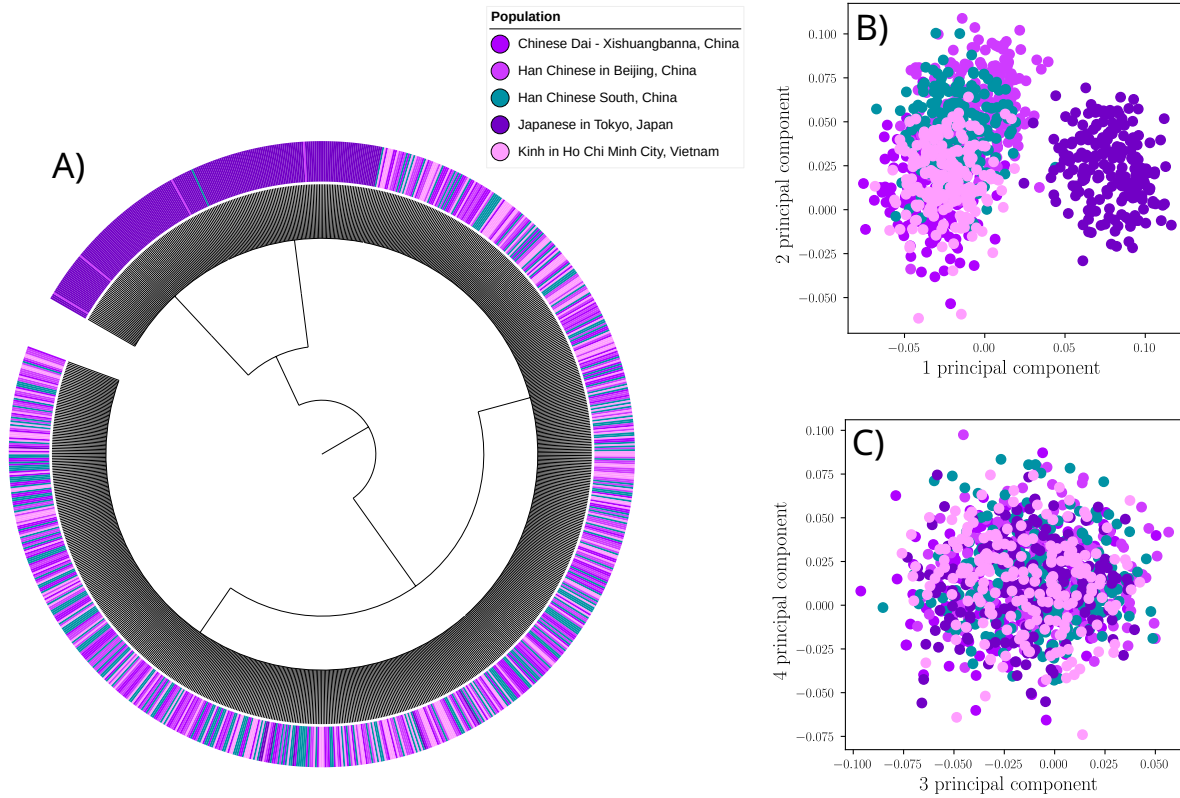 Population
Chinese Dai - Xishuangbanna, China
Han Chinese in Beijing, China
Han Chinese South, China
Japanese in Tokyo, Japan
Kinh in Ho Chi Minh City, Vietnam
A)
B)
2 principal component
0.100
0.075
0.050
0.025
0.000
−0.025
−0.050
−0.05
0.00
0.05
0.10
1 principal component
C)
4 principal component
0.100
0.075
0.050
0.025
0.000
−0.025
−0.050
−0.075
−0.100
−0.075
−0.050
−0.025
0.000
0.025
0.050
3 principal component